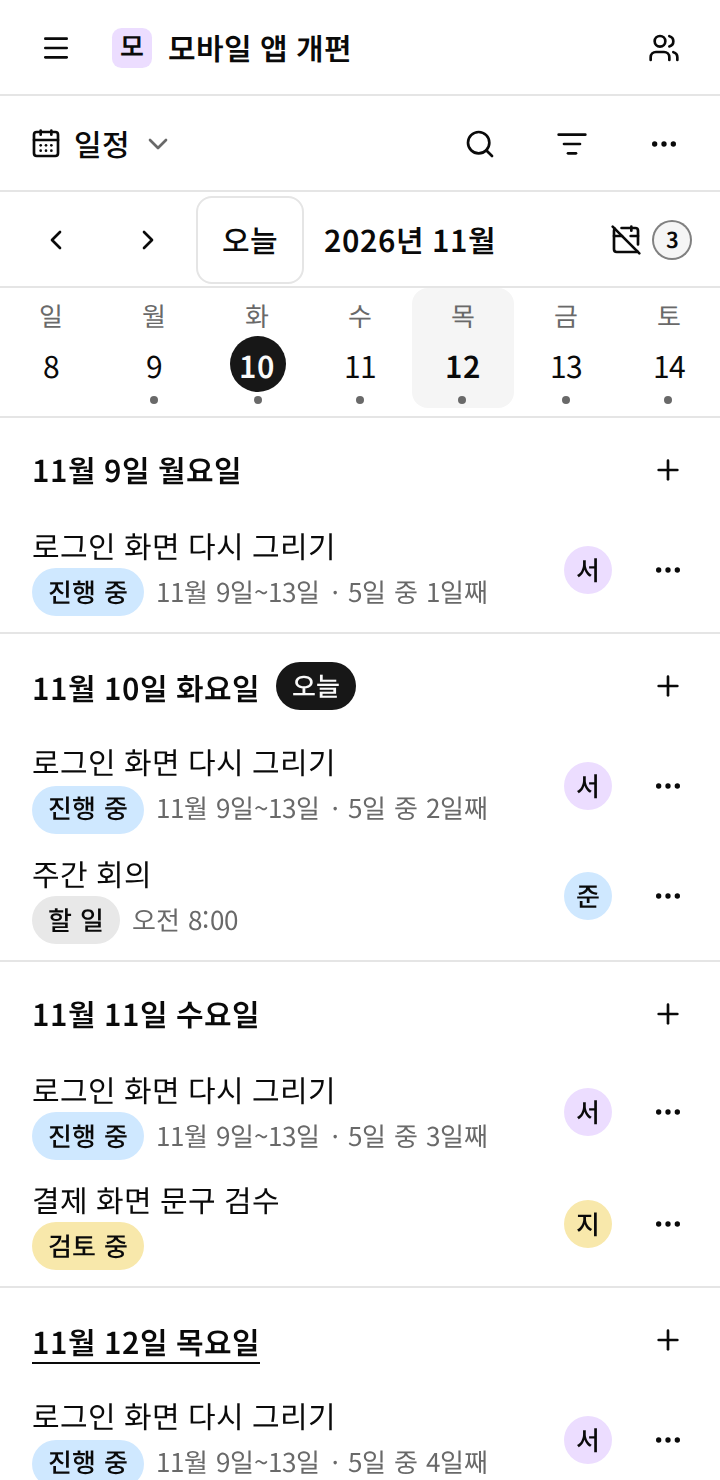 모 모바일 앱 개편
일정
오늘 2026년 11월 3
일 월 화 수 목 금 토
8 9 10 11 12 13 14
11월 9일 월요일
로그인 화면 다시 그리기
서
진행 중 11월 9일~13일 · 5일 중 1일째
11월 10일 화요일 오늘
로그인 화면 다시 그리기
서
진행 중 11월 9일~13일 · 5일 중 2일째
주간 회의
준
할 일 오전 8:00
11월 11일 수요일
로그인 화면 다시 그리기
서
진행 중 11월 9일~13일 · 5일 중 3일째
결제 화면 문구 검수
지
검토 중
11월 12일 목요일
로그인 화면 다시 그리기
서
진행 중 11월 9일~13일 · 5일 중 4일째